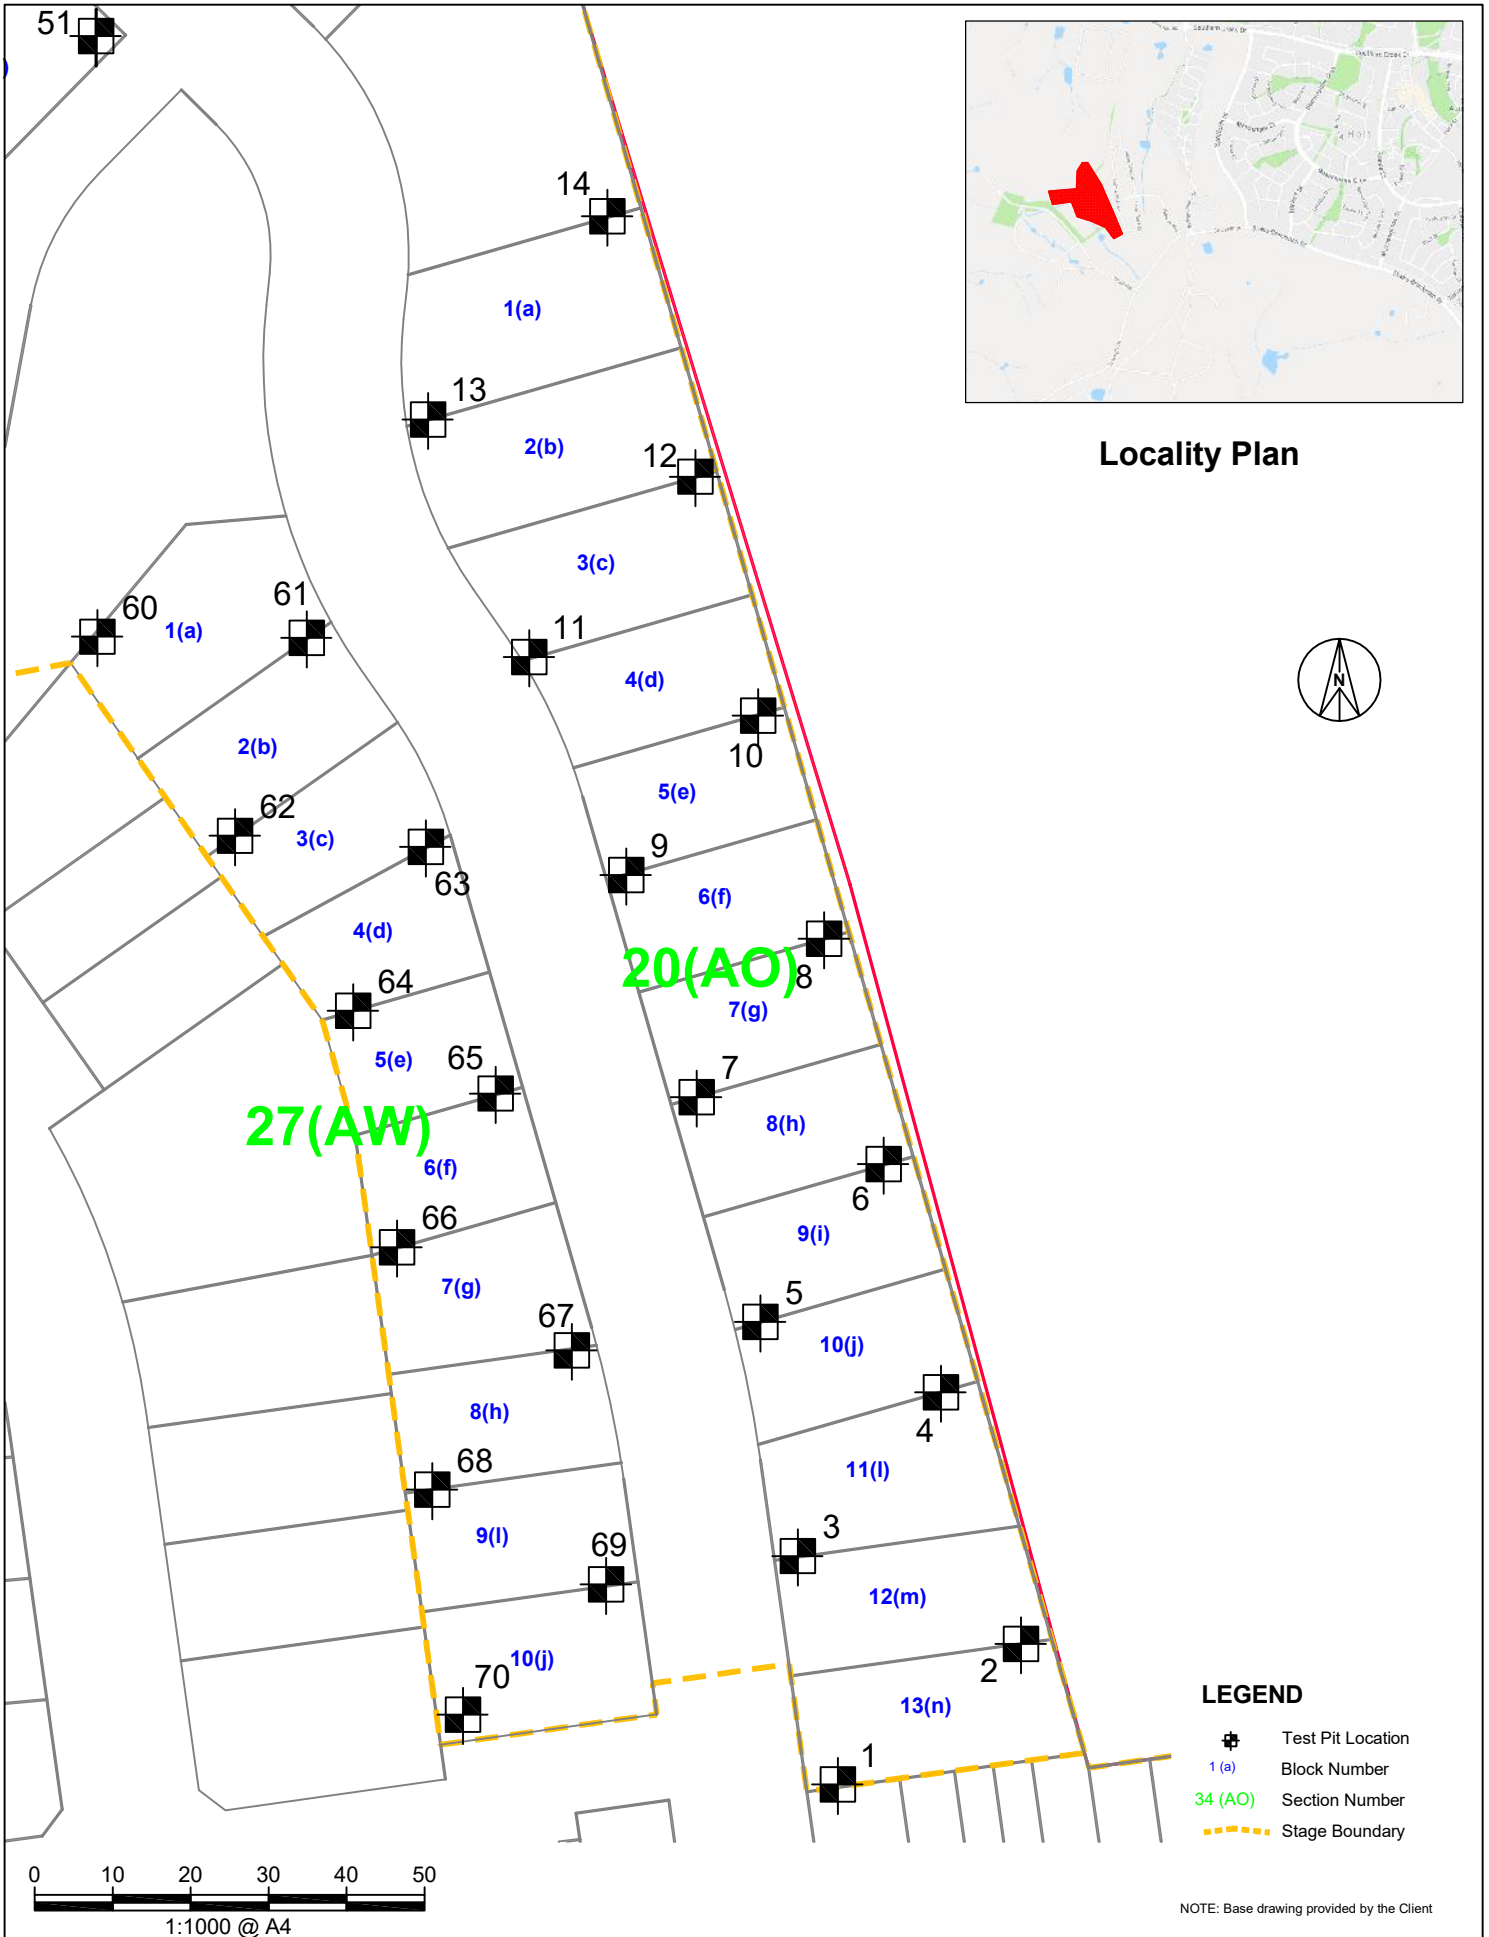 51
14
1(a)
13
2(b)
12
Locality Plan
3(c)
60
1(a)
61
11
4(d)
N
10
2(b)
5(e)
62
3(c)
9
63
6(f)
4(d)
20(AO)
8
64
7(g)
5(e)
65
7
27(AW)
8(h)
6(f)
6
66
9(i)
7(g)
67
5
10(j)
8(h)
4
68
11(l)
9(l)
69
3
12(m)
10(j)
70
2
13(n)
1
LEGEND
Test Pit Location
1 (a) Block Number
34 (AO) Section Number
Stage Boundary
0 10 20 30 40 50
1:1000 @ A4
NOTE: Base drawing provided by the Client